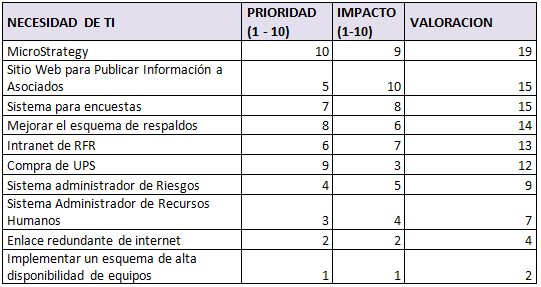 NECESIDAD DE TI PRIORIDAD (1 - 10) IMPACTO (1-10) VALORACION
MicroStrategy 10 9 19
Sitio Web para Publicar Información a
Asociados 5 10 15
Sistema para encuestas 7 8 15
Mejorar el esquema de respaldos 8 6 14
Intranet de RFR 6 7 13
Compra de UPS 9 3 12
Sistema administrador de Riesgos 4 5 9
Sistema Administrador de Recursos
Humanos 3 4 7
Enlace redundante de internet 2 2 4
Implementar un esquema de alta
disponibilidad de equipos 1 1 2